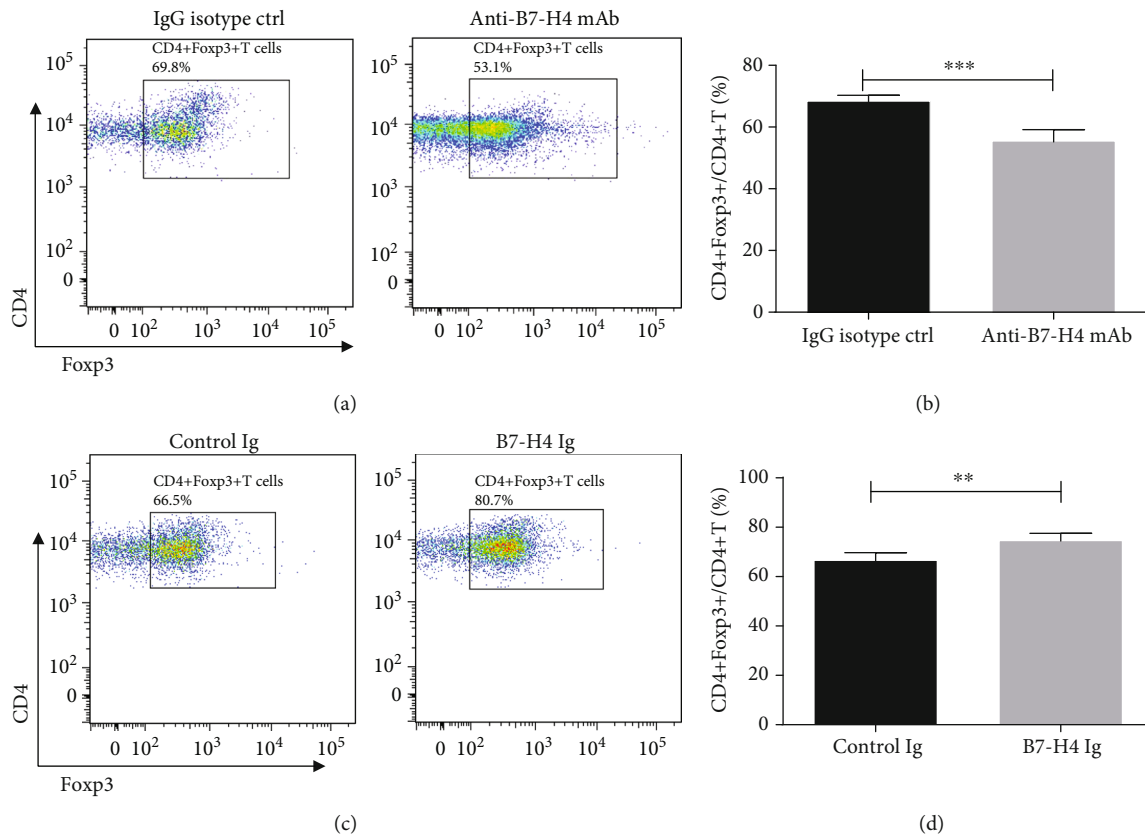 IgG isotype ctrl
Anti-B7-H4 mAb
CD4+Foxp3+T cells
69.8%
CD4+Foxp3+T cells
53.1%
10^5
10^4
10^3
10^2
0
CD4
0 10^2 10^3 10^4 10^5
Foxp3
10^5
10^4
10^3
10^2
0
0 10^2 10^3 10^4 10^5
(a)
***
CD4+Foxp3+/CD4+T (%)
80
60
40
20
0
IgG isotype ctrl
Anti-B7-H4 mAb
(b)
Control Ig
B7-H4 Ig
CD4+Foxp3+T cells
66.5%
CD4+Foxp3+T cells
80.7%
10^5
10^4
10^3
10^2
0
CD4
0 10^2 10^3 10^4 10^5
Foxp3
10^5
10^4
10^3
10^2
0
0 10^2 10^3 10^4 10^5
(c)
**
CD4+Foxp3+/CD4+T (%)
100
80
60
40
20
0
Control Ig
B7-H4 Ig
(d)